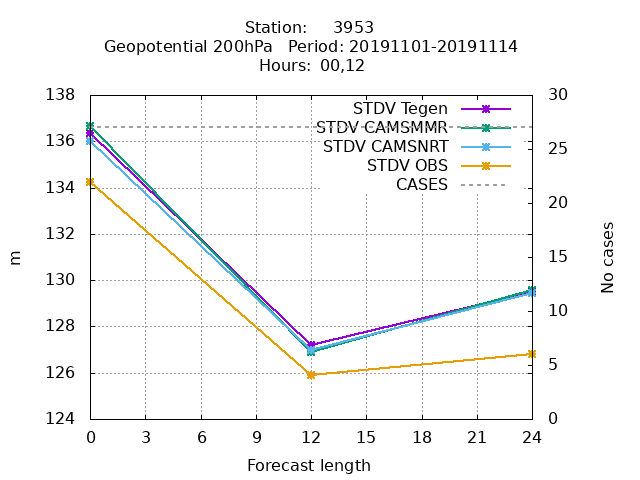 Station: 3953
Geopotential 200hPa Period: 20191101-20191114
Hours: 00,12
138
136
134
132
130
128
126
124
m
30
25
20
15
10
5
0
No cases
STDV Tegen
STDV CAMSMMR
STDV CAMSNRT
STDV OBS
CASES
0 3 6 9 12 15 18 21 24
Forecast length